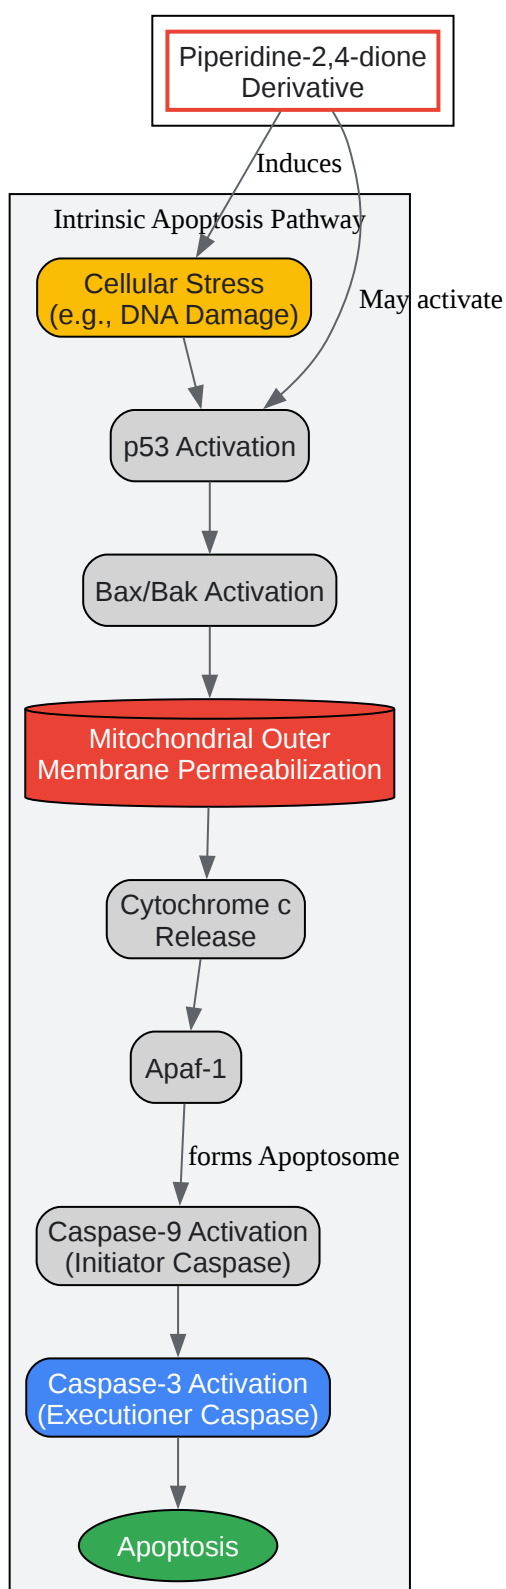 Piperidine-2,4-dione
Derivative
Induces
Intrinsic Apoptosis Pathway
Cellular Stress
(e.g., DNA Damage)
May activate
p53 Activation
Bax/Bak Activation
Mitochondrial Outer
Membrane Permeabilization
Cytochrome c
Release
Apaf-1
forms Apoptosome
Caspase-9 Activation
(Initiator Caspase)
Caspase-3 Activation
(Executioner Caspase)
Apoptosis